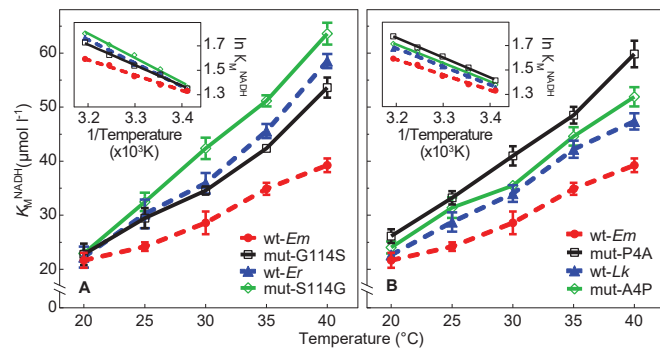 60
50
40
30
20
K_M^NADH (μmol l⁻¹)
3.2 3.3 3.4
1/Temperature
(x10³K)
1.7
1.5
1.3
ln K_M^NADH
wt-Em
mut-G114S
wt-Er
mut-S114G
A
20 25 30 35 40
3.2 3.3 3.4
1/Temperature
(x10³K)
1.7
1.5
1.3
ln K_M^NADH
wt-Em
mut-P4A
wt-Lk
mut-A4P
B
20 25 30 35 40
Temperature (°C)